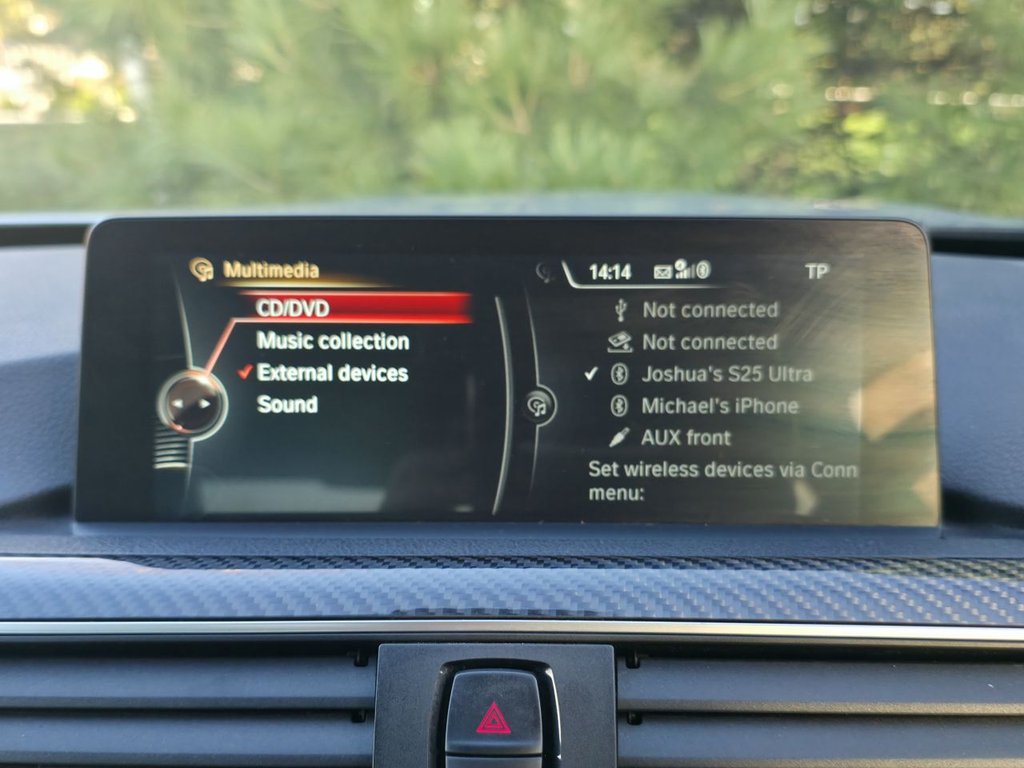 Multimedia
14:14
TP
CD/DVD
Music collection
External devices
Sound
Not connected
Not connected
Joshua's S25 Ultra
Michael's iPhone
AUX front
Set wireless devices via Conn
menu: